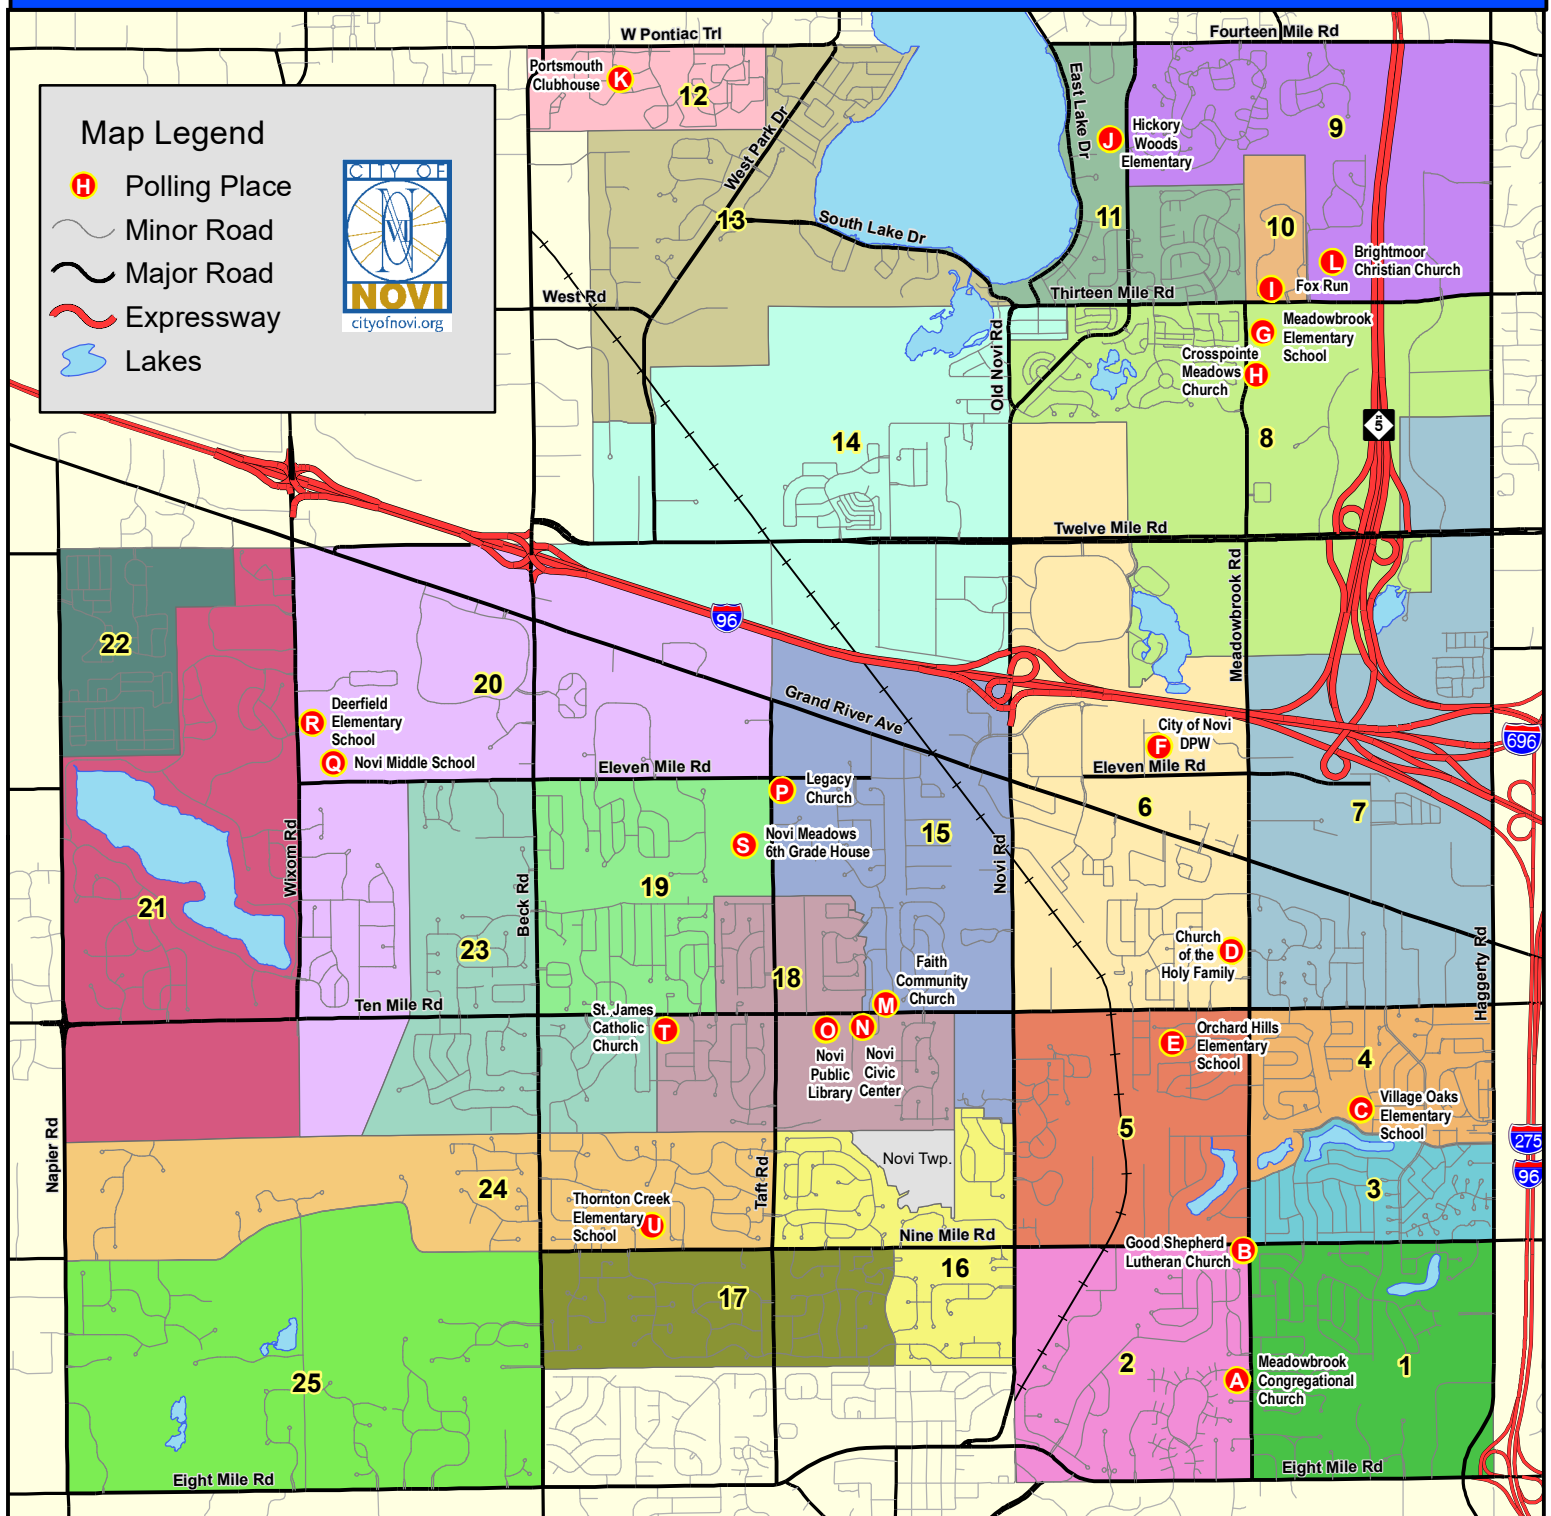 W Pontiac Trl
Fourteen Mile Rd
Portsmouth
Clubhouse
K
12
East Lake Dr
J
Hickory
Woods
Elementary
9
Map Legend
H
Polling Place
Minor Road
Major Road
Expressway
Lakes
CITY OF
NOVI
NOVI
cityofnovi.org
West Park Dr
13
South Lake Dr
11
10
L
Brightmoor
Christian Church
I
Fox Run
West Rd
Thirteen Mile Rd
Old Novi Rd
G
Meadowbrook
Elementary
School
Crosspointe
Meadows
Church
H
M
5
14
8
Twelve Mile Rd
Meadowbrook Rd
96
22
20
R
Deerfield
Elementary
School
Q
Novi Middle School
Grand River Ave
City of Novi
DPW
F
696
Eleven Mile Rd
Eleven Mile Rd
P
Legacy
Church
S
Novi Meadows
6th Grade House
15
6
7
Wixom Rd
Beck Rd
Novi Rd
19
21
23
18
Church
of the
Holy Family
D
Faith
Community
Church
M
Haggerty Rd
Ten Mile Rd
St. James
Catholic
Church
T
O
N
Novi
Public
Library
Novi
Civic
Center
E
Orchard Hills
Elementary
School
4
C
Village Oaks
Elementary
School
5
275
96
Napier Rd
Novi Twp.
Taft Rd
24
3
Thornton Creek
Elementary
School
U
Nine Mile Rd
Good Shepherd
Lutheran Church
B
16
17
25
2
A
Meadowbrook
Congregational
Church
1
Eight Mile Rd
Eight Mile Rd